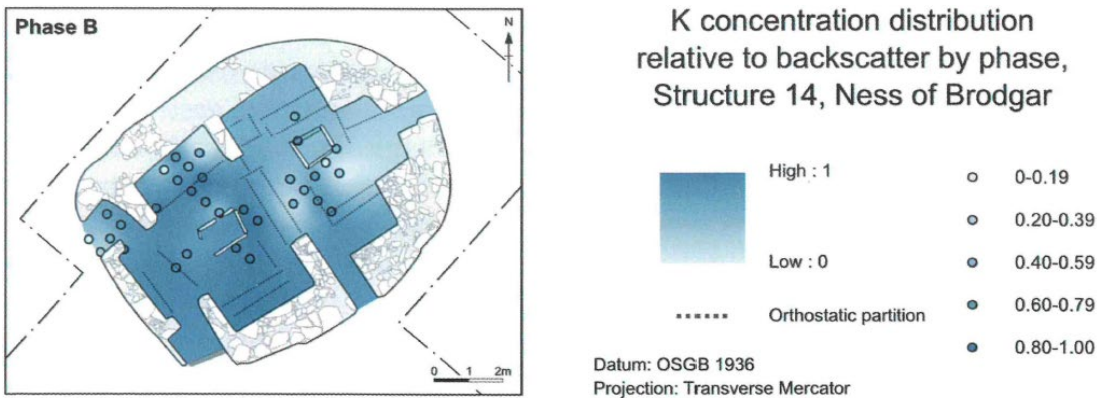 Phase B
N
0 1 2m
K concentration distribution
relative to backscatter by phase,
Structure 14, Ness of Brodgar
High : 1
Low : 0
Orthostatic partition
0-0.19
0.20-0.39
0.40-0.59
0.60-0.79
0.80-1.00
Datum: OSGB 1936
Projection: Transverse Mercator